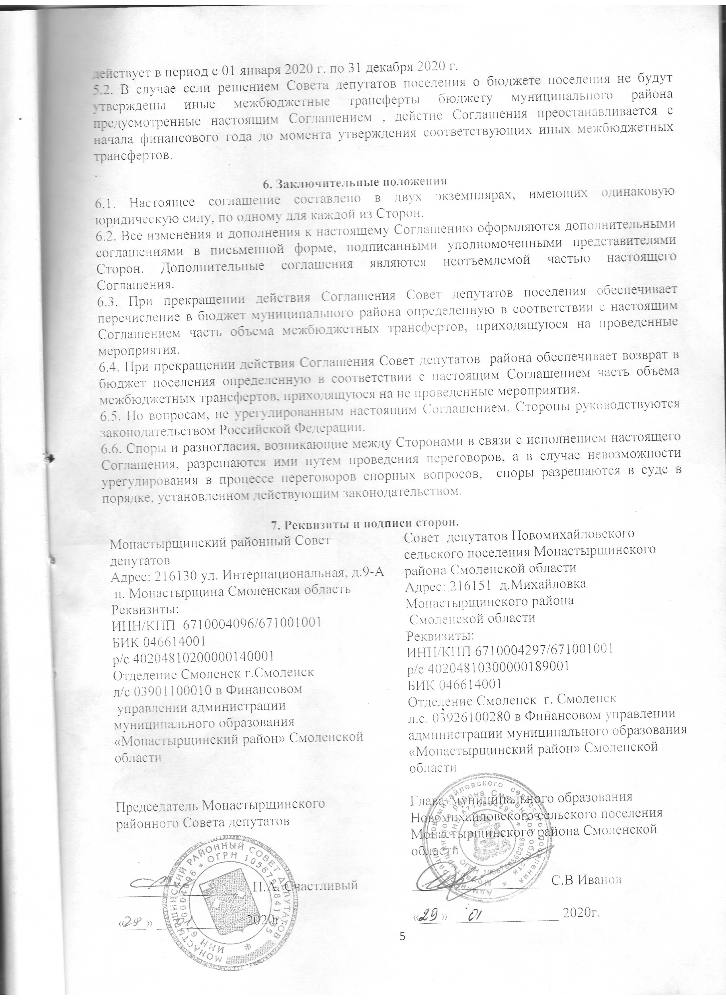 действует в период с 01 января 2020 г. по 31 декабря 2020 г.
5.2. В случае если решением Совета депутатов поселения о бюджете поселения не будут
утверждены иные межбюджетные трансферты бюджету муниципального района
предусмотренные настоящим Соглашением , дейстие Соглашения преостанавливается с
начала финансового года до момента утверждения соответствующих иных межбюджетных
трансфертов.
6. Заключительные положения
6.1. Настоящее соглашение составлено в двух экземплярах, имеющих одинаковую
юридическую силу, по одному для каждой из Сторон.
6.2. Все изменения и дополнения к настоящему Соглашению оформляются дополнительными
соглашениями в письменной форме, подписанными уполномоченными представителями
Сторон. Дополнительные соглашения являются неотъемлемой частью настоящего
Соглашения.
6.3. При прекращении действия Соглашения Совет депутатов поселения обеспечивает
перечисление в бюджет муниципального района определенную в соответствии с настоящим
Соглашением часть объема межбюджетных трансфертов, приходящуюся на проведенные
мероприятия.
6.4. При прекращении действия Соглашения Совет депутатов района обеспечивает возврат в
бюджет поселения определенную в соответствии с настоящим Соглашением часть объема
межбюджетных трансфертов, приходящуюся на не проведенные мероприятия.
6.5. По вопросам, не урегулированным настоящим Соглашением, Стороны руководствуются
законодательством Российской Федерации.
6.6. Споры и разногласия, возникающие между Сторонами в связи с исполнением настоящего
Соглашения, разрешаются ими путем проведения переговоров, а в случае невозможности
урегулирования в процессе переговоров спорных вопросов, споры разрешаются в суде в
порядке, установленном действующим законодательством.
7. Реквизиты и подписи сторон.
Монастырщинский районный Совет
депутатов
Адрес: 216130 ул. Интернациональная, д.9-А
п. Монастырщина Смоленская область
Реквизиты:
ИНН/КПП 6710004096/671001001
БИК 046614001
р/с 40204810200000140001
Отделение Смоленск г.Смоленск
л/с 03901100010 в Финансовом
управлении администрации
муниципального образования
«Монастырщинский район» Смоленской
области
Председатель Монастырщинского
районного Совета депутатов
П.А. Счастливый
«29» 01 2020г.
МОНАСТЫРЩИНСКИЙ РАЙОННЫЙ СОВЕТ ДЕПУТАТОВ
ИНН 6710004096 * ОГРН
Совет депутатов Новомихайловского
сельского поселения Монастырщинского
района Смоленской области
Адрес: 216151 д.Михайловка
Монастырщинского района
Смоленской области
Реквизиты:
ИНН/КПП 6710004297/671001001
р/с 40204810300000189001
БИК 046614001
Отделение Смоленск г. Смоленск
л.с. 03926100280 в Финансовом управлении
администрации муниципального образования
«Монастырщинский район» Смоленской
области
Глава муниципального образования
Новомихайловского сельского поселения
Монастырщинского района Смоленской
области
С.В Иванов
«29» 01 2020г.
Администрация Новомихайловского сельского поселения
Монастырщинского района Смоленской области
ИНН 6710004297 * ОГРН
5